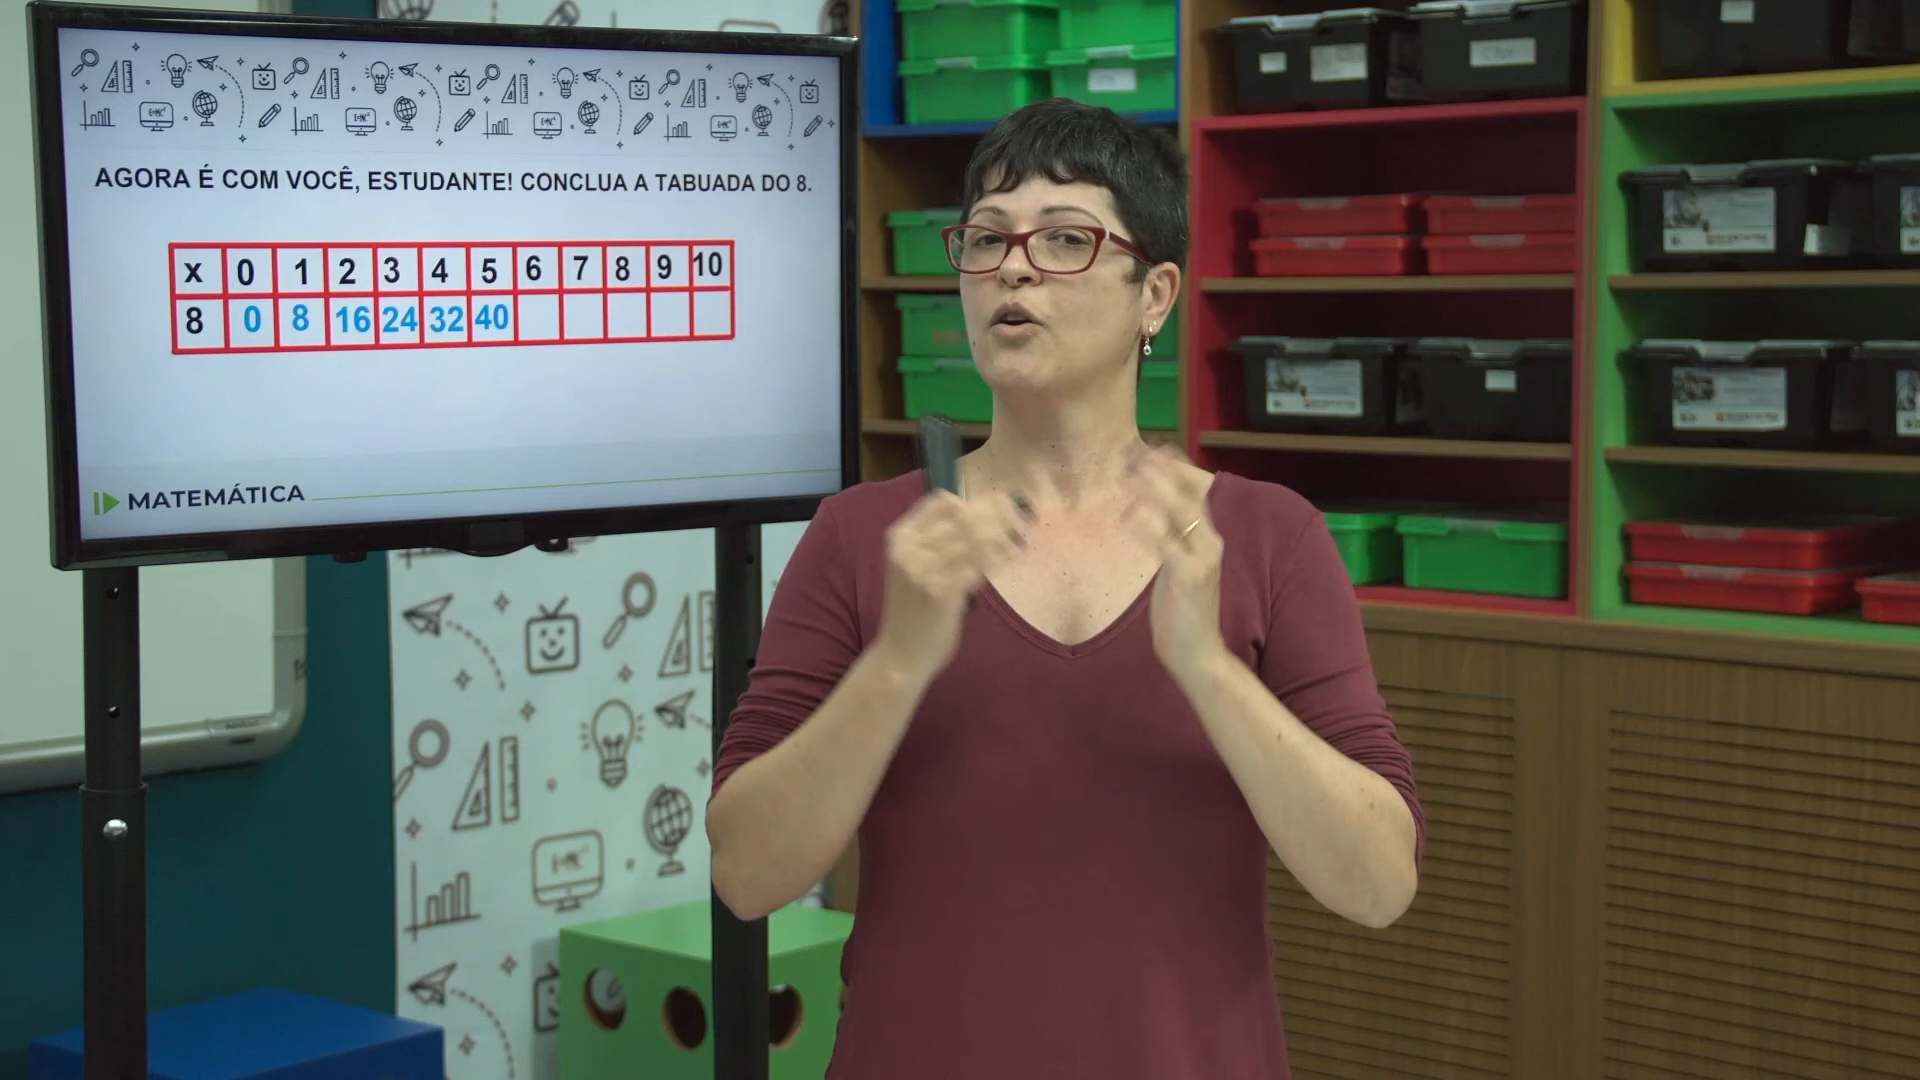 AGORA É COM VOCÊ, ESTUDANTE! CONCLUA A TABUADA DO 8.
x 0 1 2 3 4 5 6 7 8 9 10
8 0 8 16 24 32 40
MATEMÁTICA